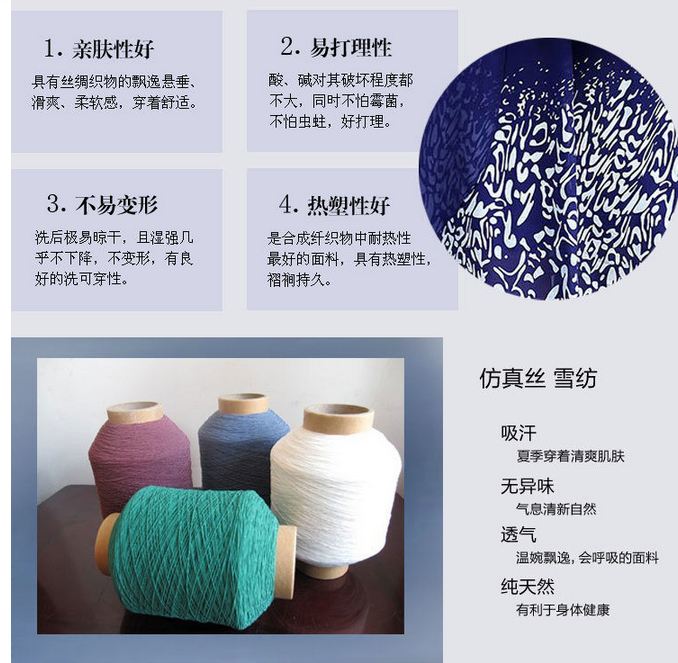 1. 亲肤性好
具有丝绸织物的飘逸悬垂、
滑爽、柔软感，穿着舒适。
2. 易打理性
酸、碱对其破坏程度都
不大，同时不怕霉菌，
不怕虫蛀，好打理。
3. 不易变形
洗后极易晾干，且湿强几
乎不下降，不变形，有良
好的洗可穿性。
4. 热塑性好
是合成纤织物中耐热性
最好的面料，具有热塑性，
褶裥持久。
仿真丝 雪纺
吸汗
夏季穿着清爽肌肤
无异味
气息清新自然
透气
温婉飘逸, 会呼吸的面料
纯天然
有利于身体健康